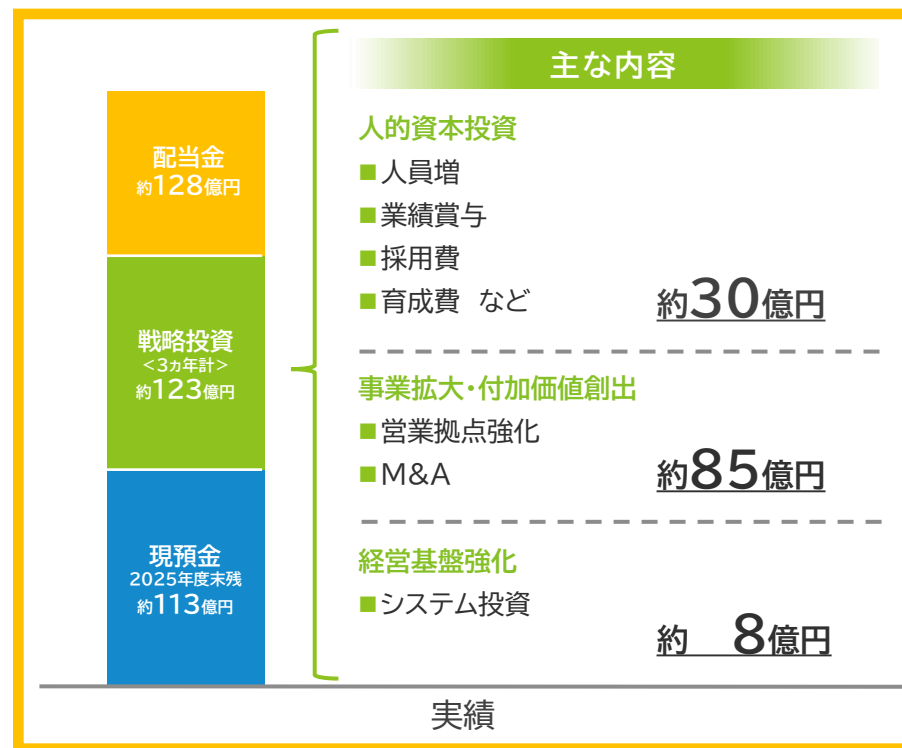 配当金
約128億円
戦略投資
<3ヵ年計>
約123億円
現預金
2025年度末残
約113億円
主な内容
人的資本投資
■人員増
■業績賞与
■採用費
■育成費 など
約30億円
事業拡大・付加価値創出
■営業拠点強化
■M&A
約85億円
経営基盤強化
■システム投資
約 8億円
実績